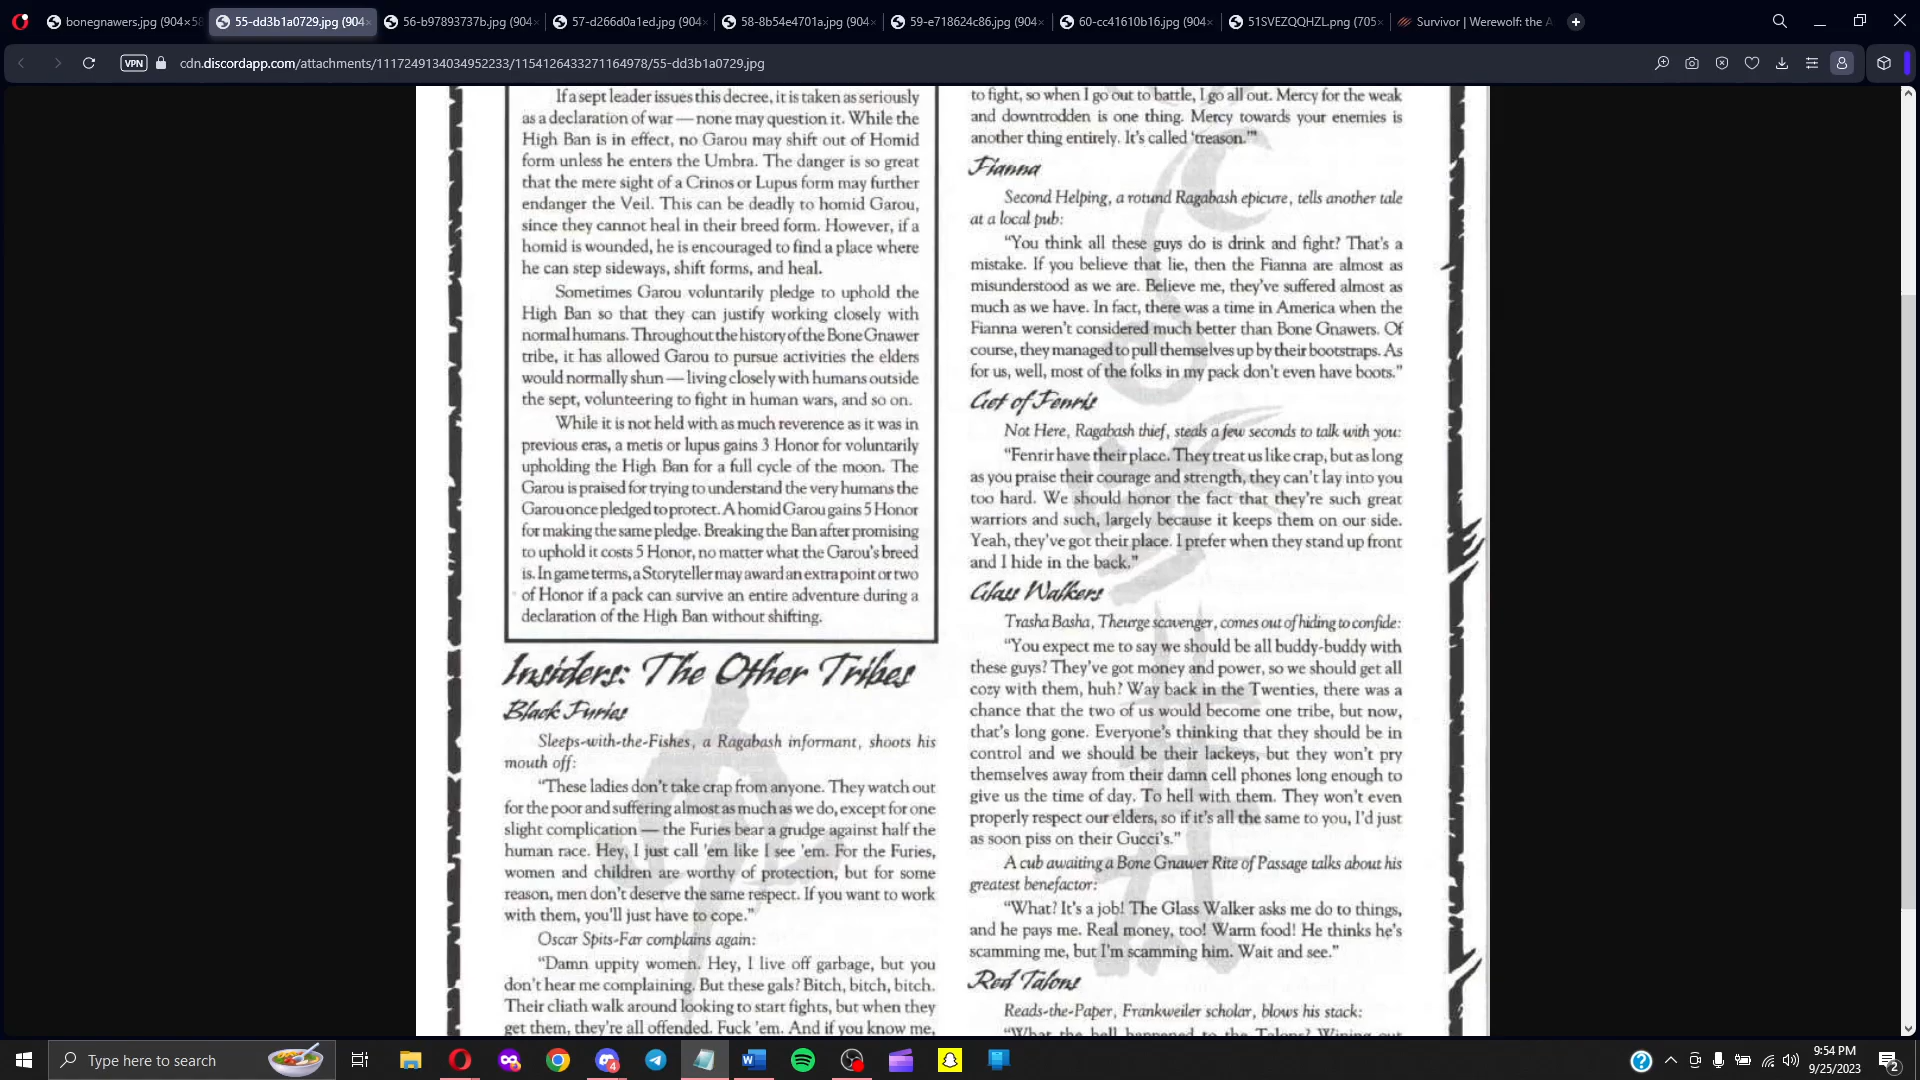 bonegnawers.jpg (904×58
55-dd3b1a0729.jpg (904×
56-b97893737b.jpg (904×
57-d266d0a1ed.jpg (904×
58-8b54e4701a.jpg (904×
59-e718624c86.jpg (904×
60-cc41610b16.jpg (904×
51SVEZQQHZL.png (705×
Survivor | Werewolf: the A
VPN
cdn.discordapp.com/attachments/1117249134034952233/1154126433271164978/55-dd3b1a0729.jpg
If a sept leader issues this decree, it is taken as seriously
as a declaration of war — none may question it. While the
High Ban is in effect, no Garou may shift out of Homid
form unless he enters the Umbra. The danger is so great
that the mere sight of a Crinos or Lupus form may further
endanger the Veil. This can be deadly to homid Garou,
since they cannot heal in their breed form. However, if a
homid is wounded, he is encouraged to find a place where
he can step sideways, shift forms, and heal.
Sometimes Garou voluntarily pledge to uphold the
High Ban so that they can justify working closely with
normal humans. Throughout the history of the Bone Gnawer
tribe, it has allowed Garou to pursue activities the elders
would normally shun — living closely with humans outside
the sept, volunteering to fight in human wars, and so on.
While it is not held with as much reverence as it was in
previous eras, a metis or lupus gains 3 Honor for voluntarily
upholding the High Ban for a full cycle of the moon. The
Garou is praised for trying to understand the very humans the
Garou once pledged to protect. A homid Garou gains 5 Honor
for making the same pledge. Breaking the Ban after promising
to uphold it costs 5 Honor, no matter what the Garou's breed
is. In game terms, a Storyteller may award an extra point or two
of Honor if a pack can survive an entire adventure during a
declaration of the High Ban without shifting.
Insiders: The Other Tribes
Black Furies
Sleeps-with-the-Fishes, a Ragabash informant, shoots his
mouth off:
"These ladies don't take crap from anyone. They watch out
for the poor and suffering almost as much as we do, except for one
slight complication — the Furies bear a grudge against half the
human race. Hey, I just call 'em like I see 'em. For the Furies,
women and children are worthy of protection, but for some
reason, men don't deserve the same respect. If you want to work
with them, you'll just have to cope."
Oscar Spits-Far complains again:
"Damn uppity women. Hey, I live off garbage, but you
don't hear me complaining. But these gals? Bitch, bitch, bitch.
Their cliath walk around looking to start fights, but when they
get them, they're all offended. Fuck 'em. And if you know me,
to fight, so when I go out to battle, I go all out. Mercy for the weak
and downtrodden is one thing. Mercy towards your enemies is
another thing entirely. It's called 'treason.'"
Fianna
Second Helping, a rotund Ragabash epicure, tells another tale
at a local pub:
"You think all these guys do is drink and fight? That's a
mistake. If you believe that lie, then the Fianna are almost as
misunderstood as we are. Believe me, they've suffered almost as
much as we have. In fact, there was a time in America when the
Fianna weren't considered much better than Bone Gnawers. Of
course, they managed to pull themselves up by their bootstraps. As
for us, well, most of the folks in my pack don't even have boots."
Get of Fenris
Not Here, Ragabash thief, steals a few seconds to talk with you:
"Fenrir have their place. They treat us like crap, but as long
as you praise their courage and strength, they can't lay into you
too hard. We should honor the fact that they're such great
warriors and such, largely because it keeps them on our side.
Yeah, they've got their place. I prefer when they stand up front
and I hide in the back."
Glass Walkers
Trasha Basha, Theurge scavenger, comes out of hiding to confide:
"You expect me to say we should be all buddy-buddy with
these guys? They've got money and power, so we should get all
cozy with them, huh? Way back in the Twenties, there was a
chance that the two of us would become one tribe, but now,
that's long gone. Everyone's thinking that they should be in
control and we should be their lackeys, but they won't pry
themselves away from their damn cell phones long enough to
give us the time of day. To hell with them. They won't even
properly respect our elders, so if it's all the same to you, I'd just
as soon piss on their Gucci's."
A cub awaiting a Bone Gnawer Rite of Passage talks about his
greatest benefactor:
"What? It's a job! The Glass Walker asks me do to things,
and he pays me. Real money, too! Warm food! He thinks he's
scamming me, but I'm scamming him. Wait and see."
Red Talons
Reads-the-Paper, Frankweiler scholar, blows his stack:
"What the hell happened to the Talons? Wiping out
Type here to search
4
9:54 PM
9/25/2023
2